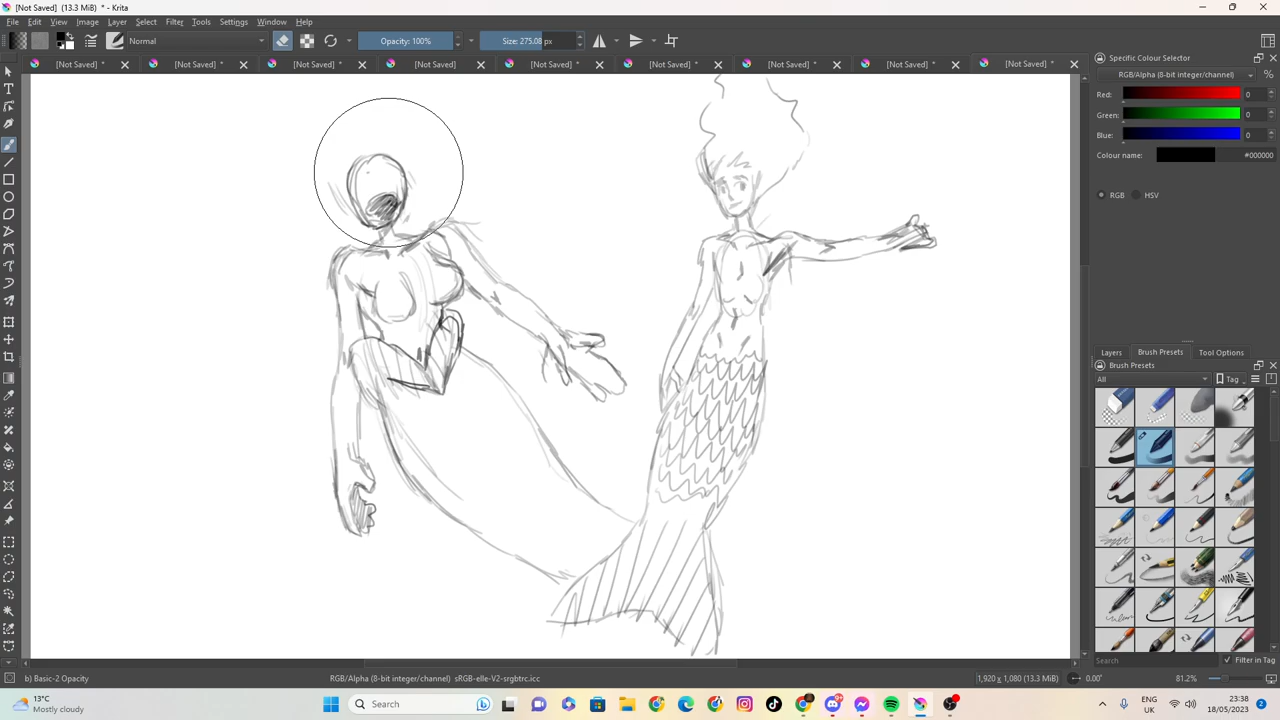 [Not Saved] (13.3 MiB) * - Krita
File Edit View Image Layer Select Filter Tools Settings Window Help
Normal Opacity: 100% Size: 275.08 px
[Not Saved] * [Not Saved] * [Not Saved] * [Not Saved] [Not Saved] * [Not Saved] * [Not Saved] * [Not Saved] * [Not Saved] *
Specific Colour Selector
RGB/Alpha (8-bit integer/channel) %
Red: 0
Green: 0
Blue: 0
Colour name: #000000
RGB HSV
Layers Brush Presets Tool Options
Brush Presets
All Tag
Search Filter in Tag
b) Basic-2 Opacity RGB/Alpha (8-bit integer/channel) sRGB-elle-V2-srgbtrc.icc 1,920 x 1,080 (13.3 MiB) 0.00° 81.2%
13°C
Mostly cloudy
Search
ENG
UK
23:38
18/05/2023
2